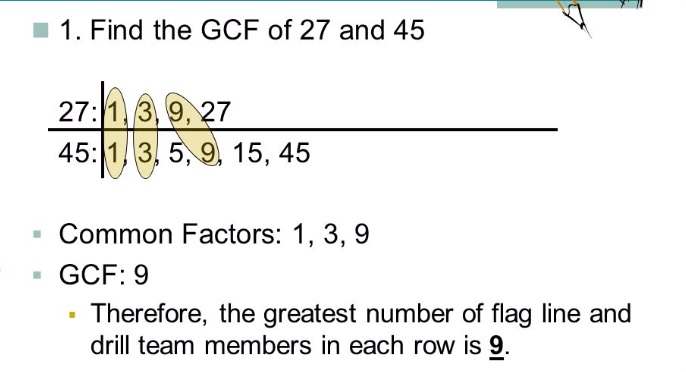 1. Find the GCF of 27 and 45
27: 1, 3, 9, 27
45: 1, 3, 5, 9, 15, 45
Common Factors: 1, 3, 9
GCF: 9
Therefore, the greatest number of flag line and
drill team members in each row is 9.